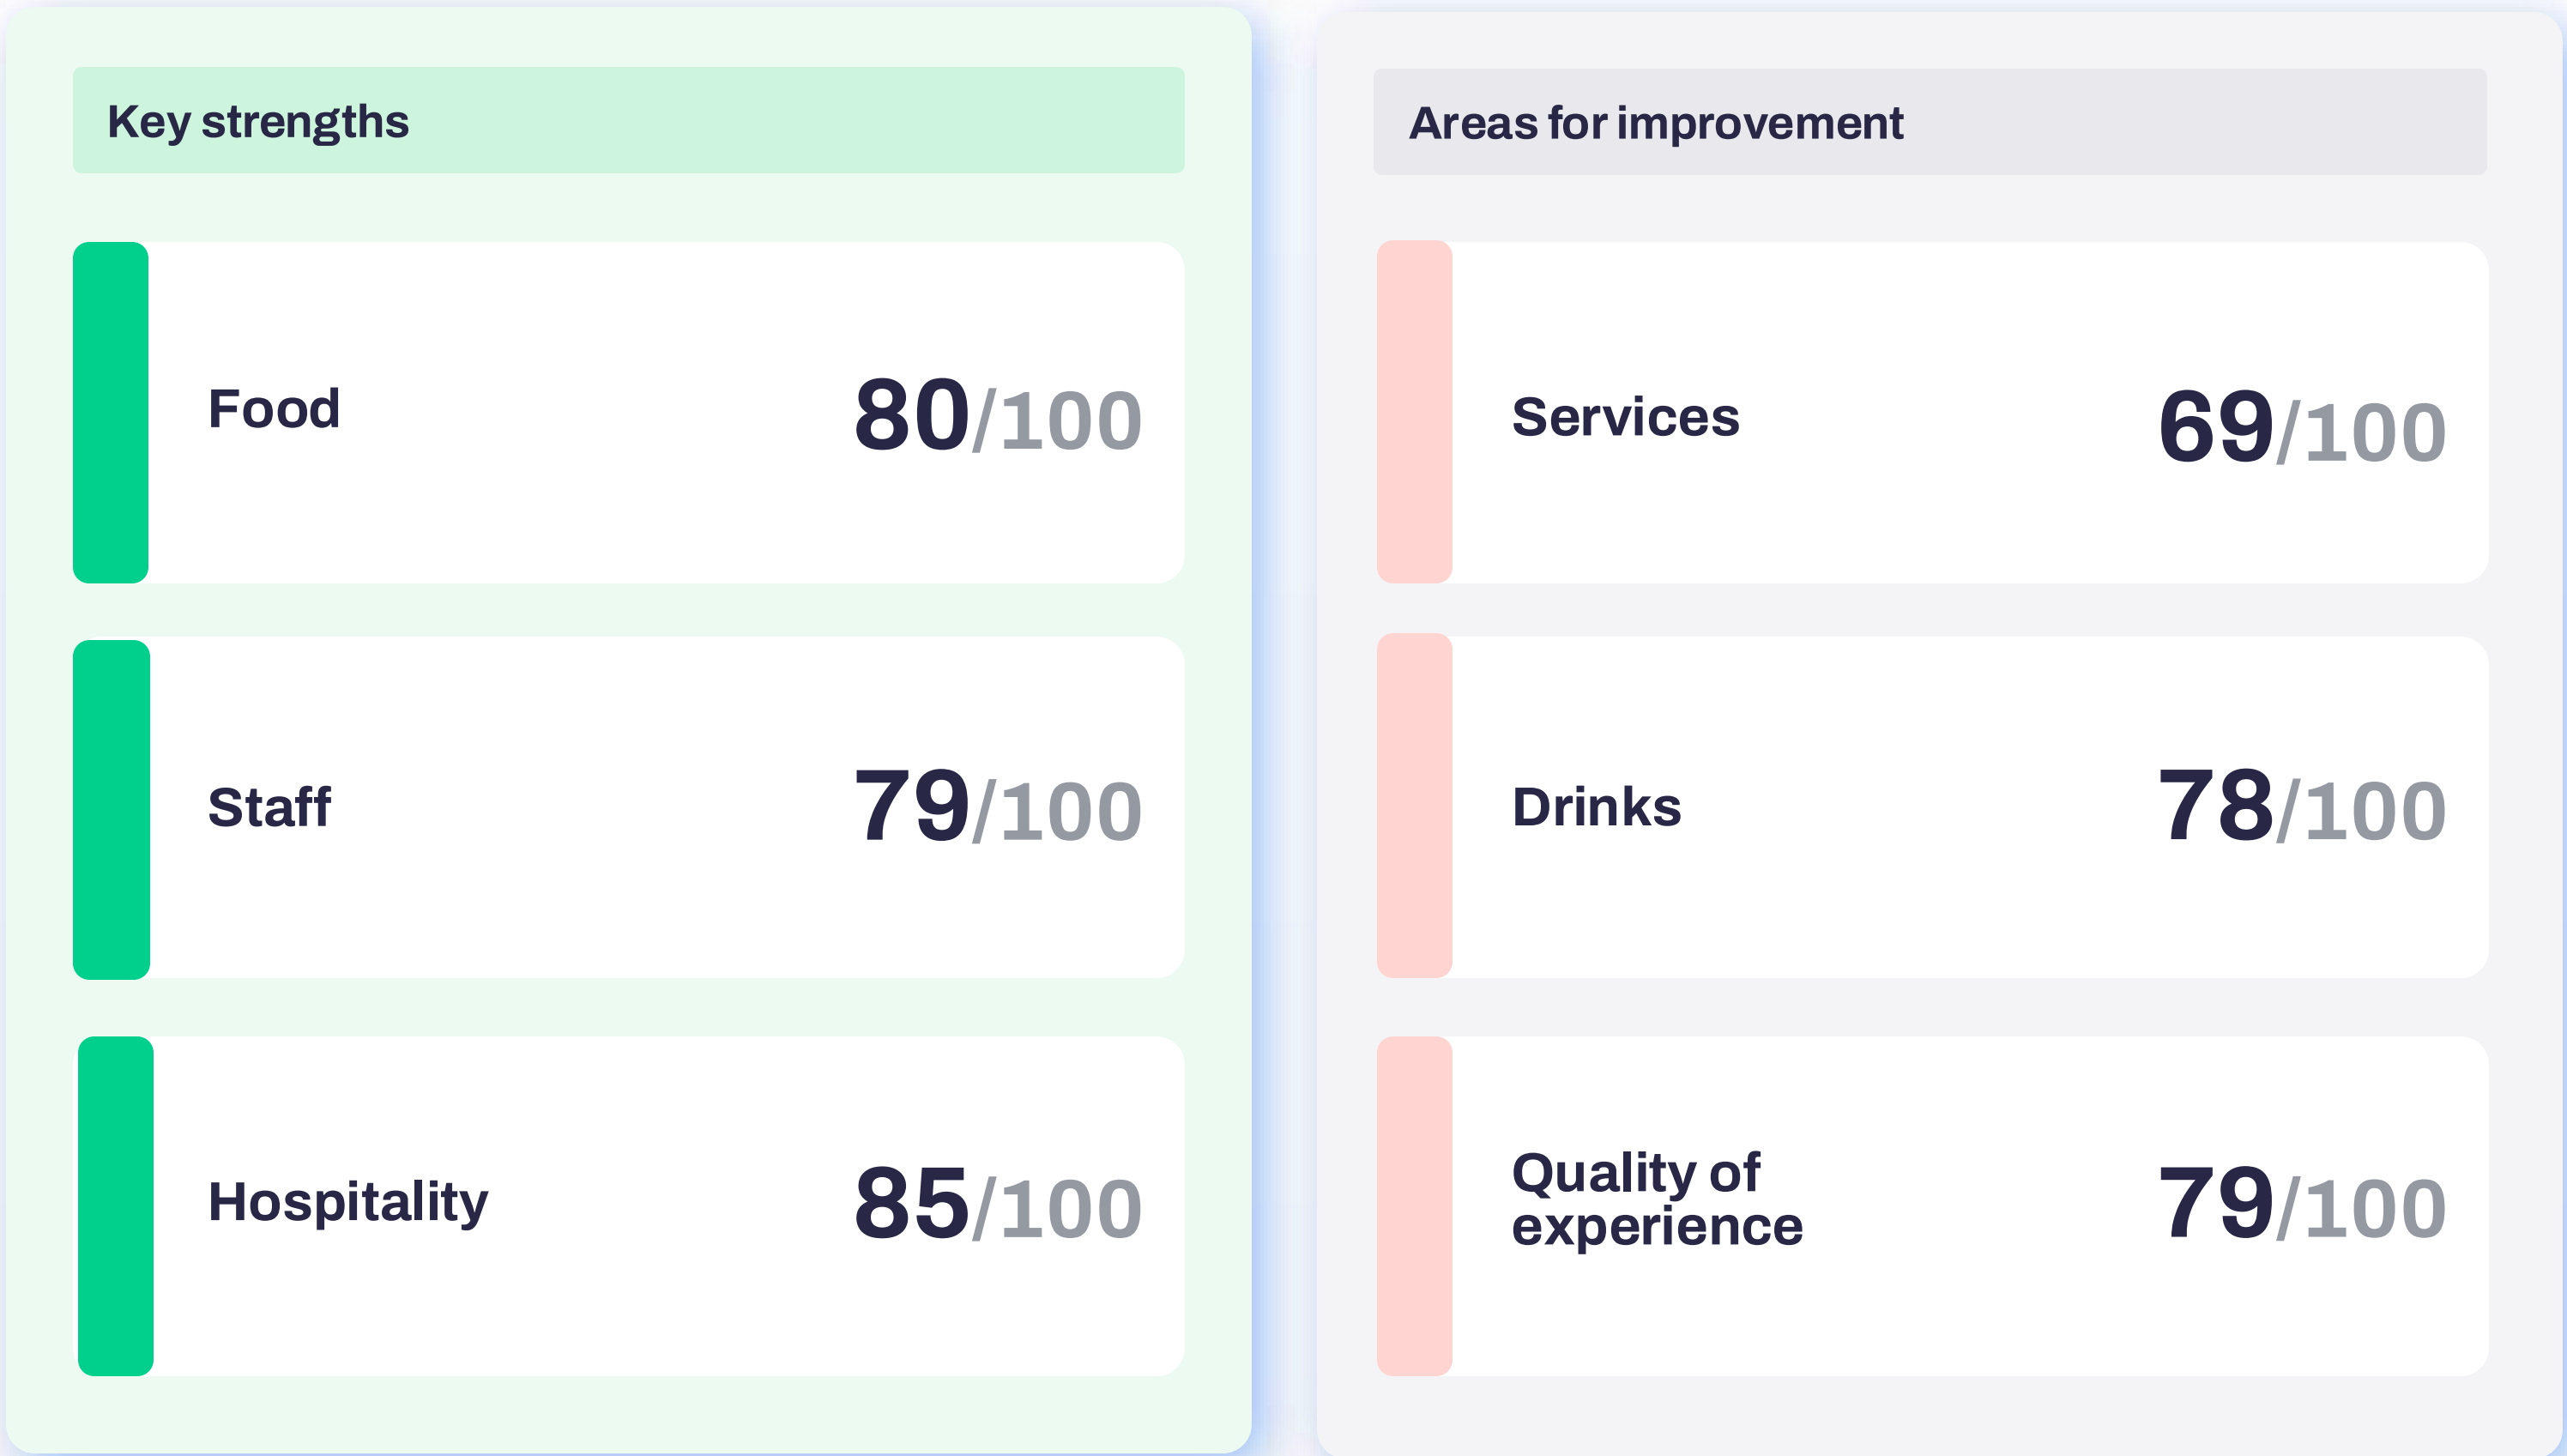 Key strengths
Food
80/100
Staff
79/100
Hospitality
85/100
Areas for improvement
Services
69/100
Drinks
78/100
Quality of
experience
79/100